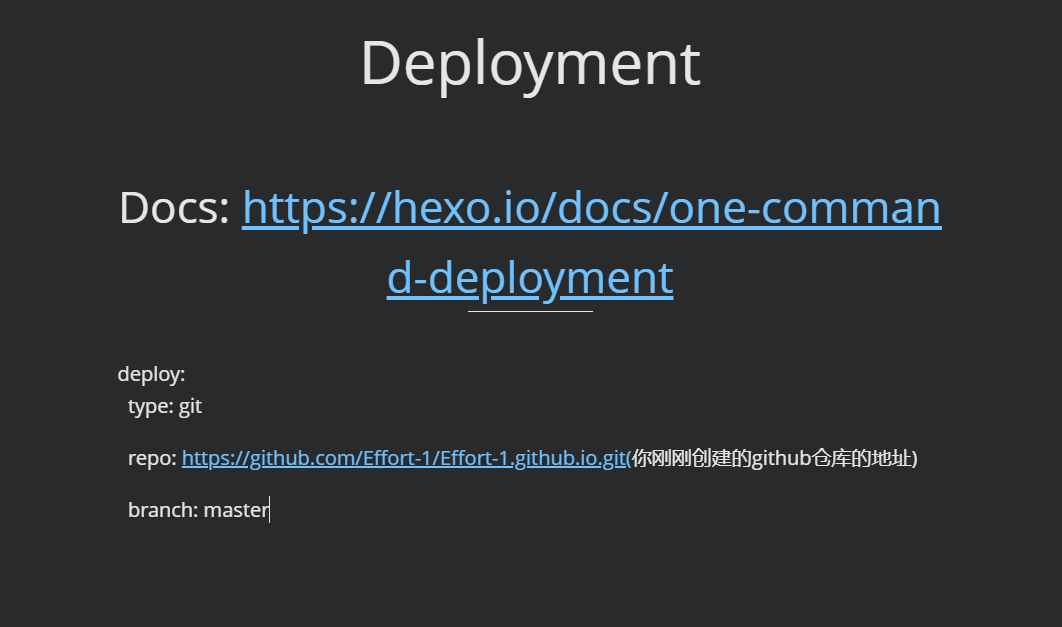 Deployment
Docs: https://hexo.io/docs/one-comman
d-deployment
deploy:
type: git
repo: https://github.com/Effort-1/Effort-1.github.io.git(你刚刚创建的github仓库的地址)
branch: master